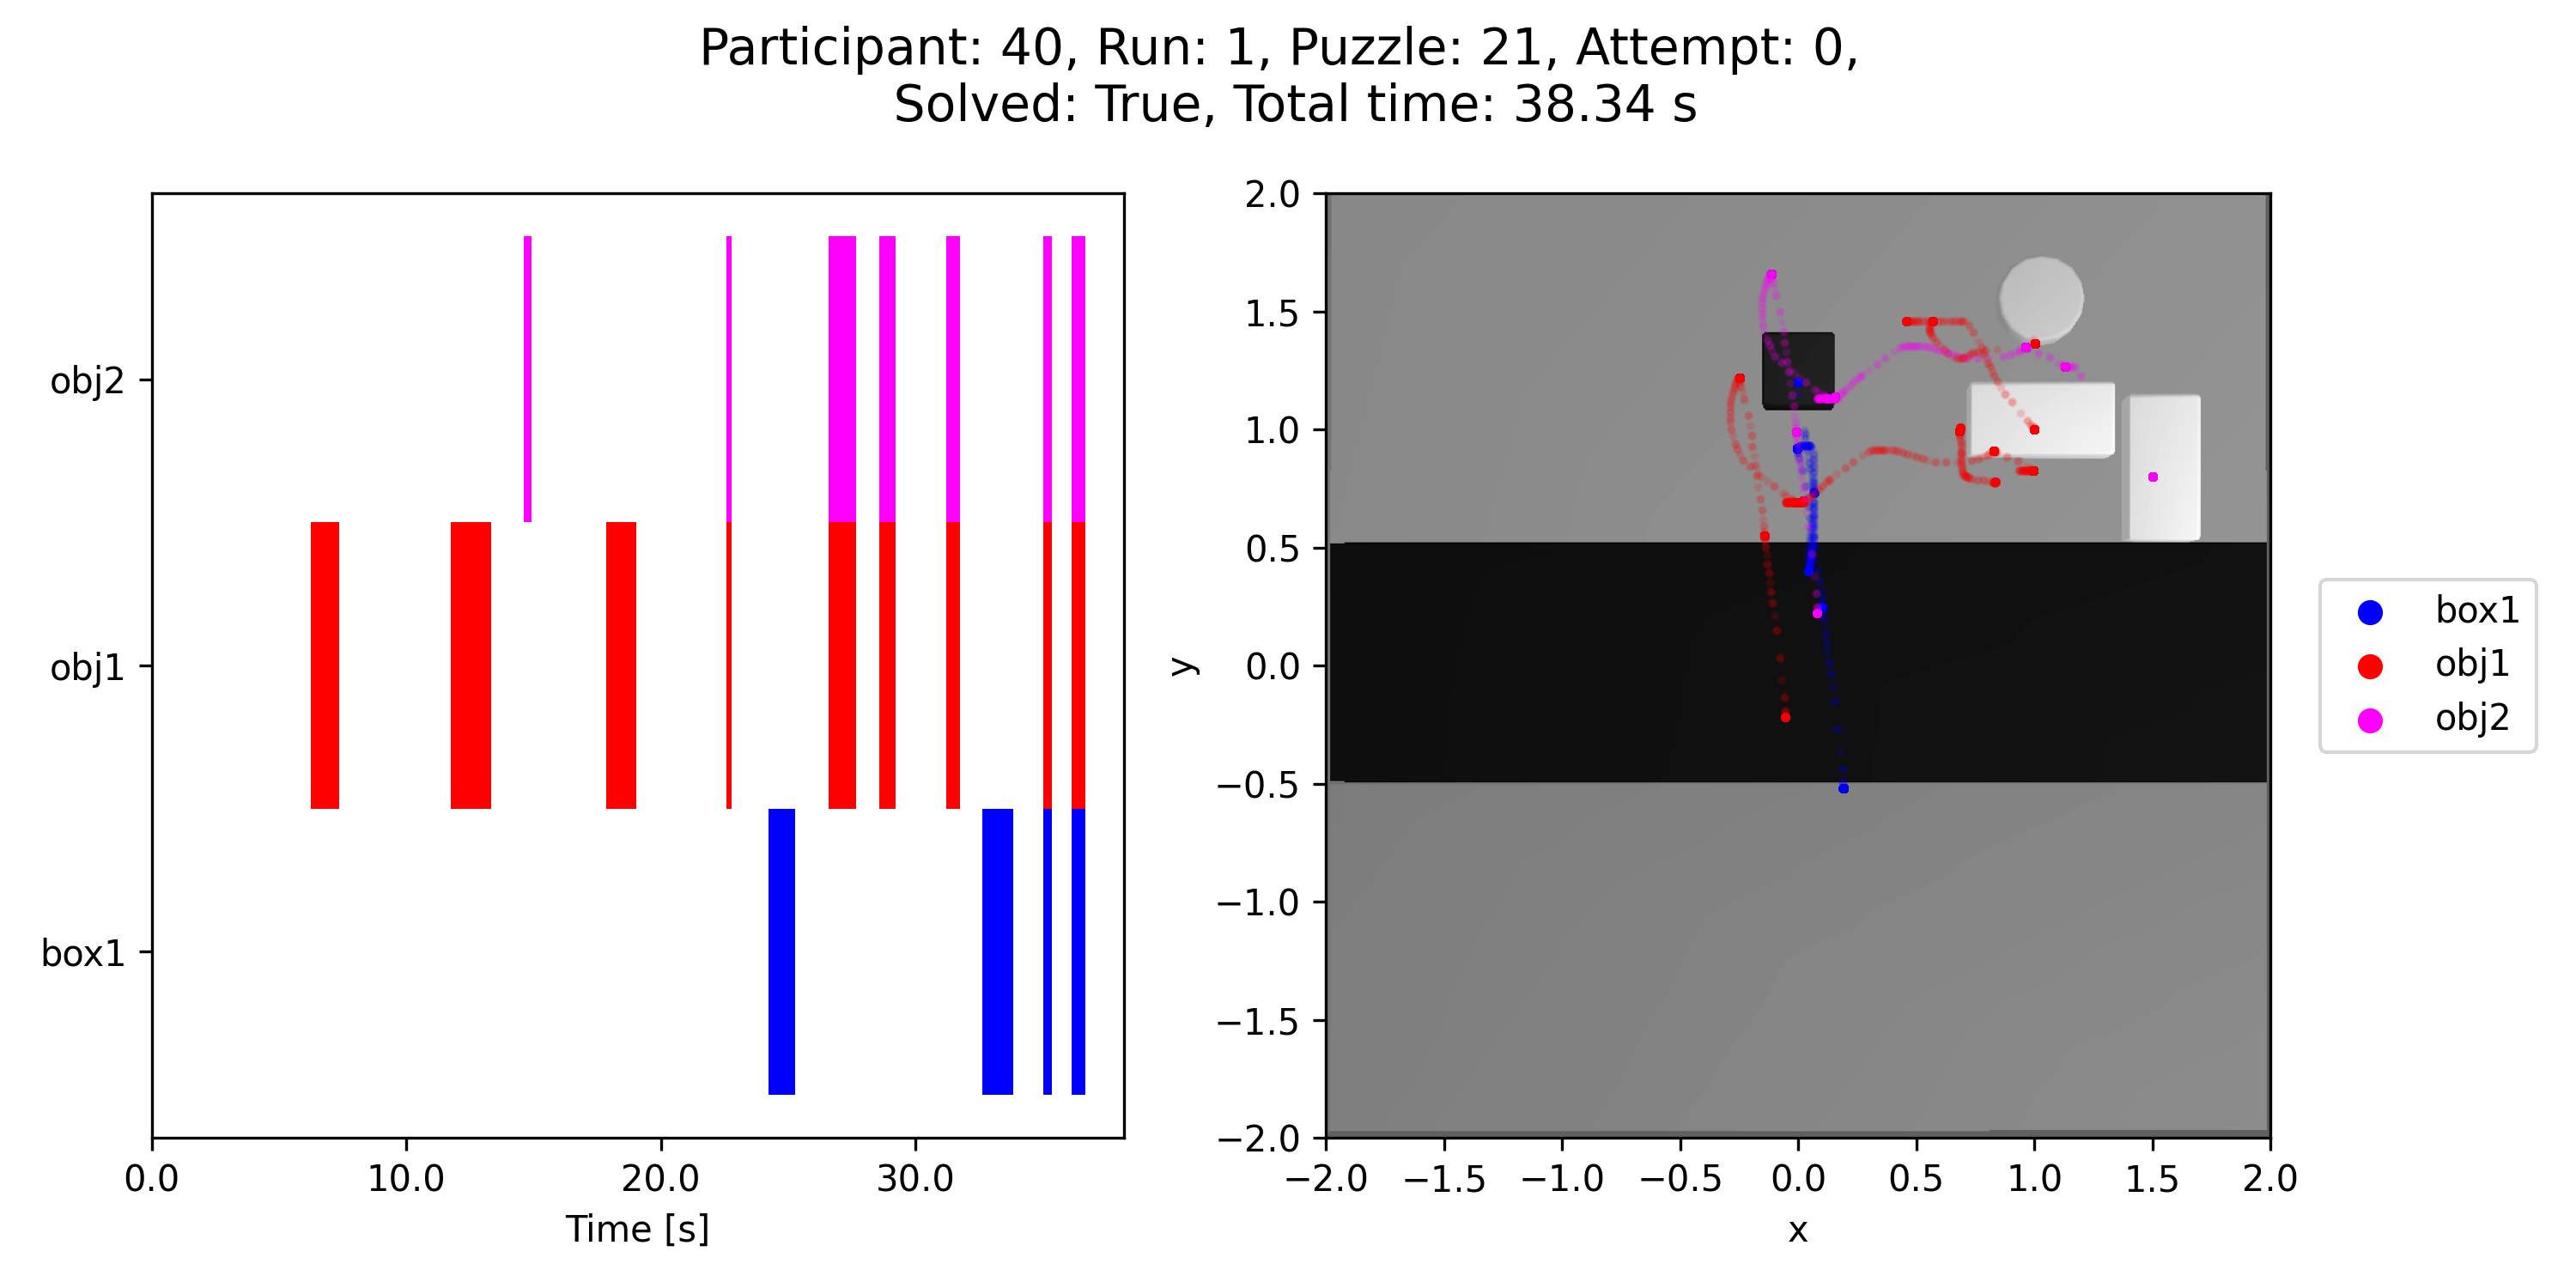 Participant: 40, Run: 1, Puzzle: 21, Attempt: 0,
Solved: True, Total time: 38.34 s
obj2
obj1
box1
0.0 10.0 20.0 30.0
Time [s]
2.0
1.5
1.0
0.5
0.0
−0.5
−1.0
−1.5
−2.0
y
−2.0 −1.5 −1.0 −0.5 0.0 0.5 1.0 1.5 2.0
x
box1
obj1
obj2